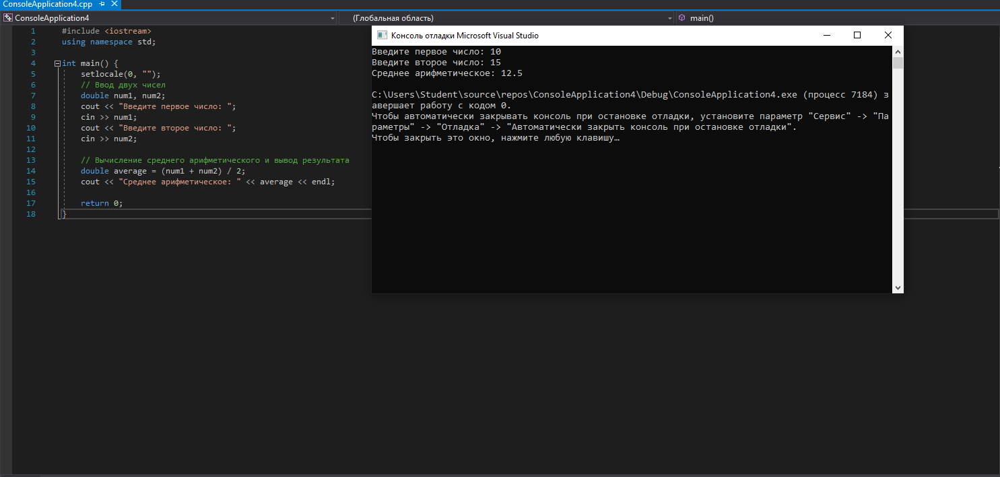 ConsoleApplication4.cpp
ConsoleApplication4
(Глобальная область)
main()
1 #include <iostream>
2 using namespace std;
3
4 int main() {
5 setlocale(0, "");
6 // Ввод двух чисел
7 double num1, num2;
8 cout << "Введите первое число: ";
9 cin >> num1;
10 cout << "Введите второе число: ";
11 cin >> num2;
12
13 // Вычисление среднего арифметического и вывод результата
14 double average = (num1 + num2) / 2;
15 cout << "Среднее арифметическое: " << average << endl;
16
17 return 0;
18 }
Консоль отладки Microsoft Visual Studio
Введите первое число: 10
Введите второе число: 15
Среднее арифметическое: 12.5
C:\Users\Student\source\repos\ConsoleApplication4\Debug\ConsoleApplication4.exe (процесс 7184) з
авершает работу с кодом 0.
Чтобы автоматически закрывать консоль при остановке отладки, установите параметр "Сервис" -> "Па
раметры" -> "Отладка" -> "Автоматически закрыть консоль при остановке отладки".
Чтобы закрыть это окно, нажмите любую клавишу…